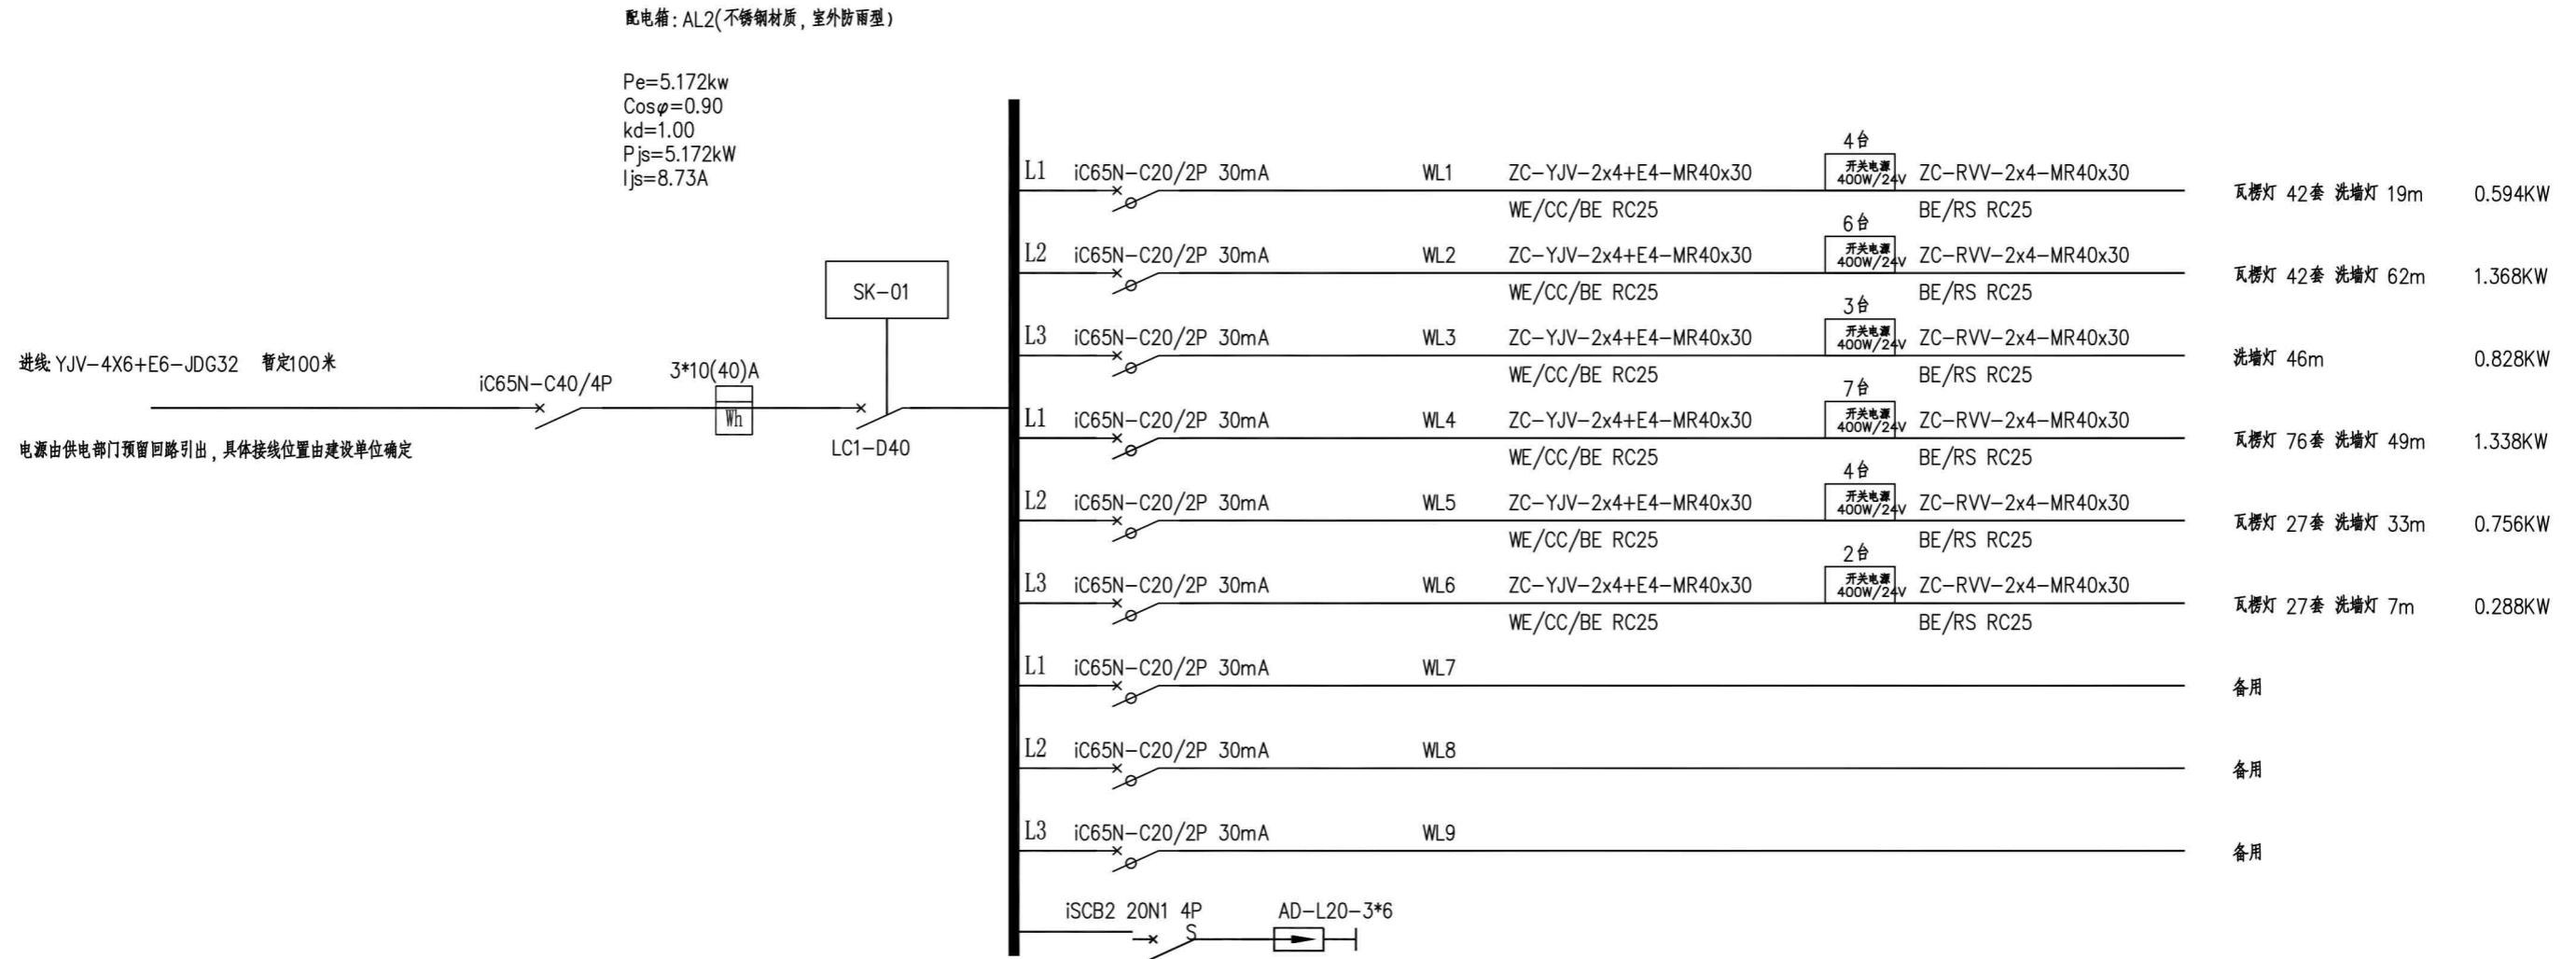 配电箱:AL2(不锈钢材质,室外防雨型)
Pe=5.172kw
Cosφ=0.90
kd=1.00
Pjs=5.172kW
Ijs=8.73A
进线:YJV-4X6+E6-JDG32 暂定100米
电源由供电部门预留回路引出,具体接线位置由建设单位确定
iC65N-C40/4P
3*10(40)A
Wh
SK-01
LC1-D40
4台
L1 iC65N-C20/2P 30mA WL1 ZC-YJV-2x4+E4-MR40x30 开关电源 ZC-RVV-2x4-MR40x30
400W/24V
WE/CC/BE RC25 BE/RS RC25
瓦楞灯 42套 洗墙灯 19m 0.594KW
6台
L2 iC65N-C20/2P 30mA WL2 ZC-YJV-2x4+E4-MR40x30 开关电源 ZC-RVV-2x4-MR40x30
400W/24V
WE/CC/BE RC25 BE/RS RC25
瓦楞灯 42套 洗墙灯 62m 1.368KW
3台
L3 iC65N-C20/2P 30mA WL3 ZC-YJV-2x4+E4-MR40x30 开关电源 ZC-RVV-2x4-MR40x30
400W/24V
WE/CC/BE RC25 BE/RS RC25
洗墙灯 46m 0.828KW
7台
L1 iC65N-C20/2P 30mA WL4 ZC-YJV-2x4+E4-MR40x30 开关电源 ZC-RVV-2x4-MR40x30
400W/24V
WE/CC/BE RC25 BE/RS RC25
瓦楞灯 76套 洗墙灯 49m 1.338KW
4台
L2 iC65N-C20/2P 30mA WL5 ZC-YJV-2x4+E4-MR40x30 开关电源 ZC-RVV-2x4-MR40x30
400W/24V
WE/CC/BE RC25 BE/RS RC25
瓦楞灯 27套 洗墙灯 33m 0.756KW
2台
L3 iC65N-C20/2P 30mA WL6 ZC-YJV-2x4+E4-MR40x30 开关电源 ZC-RVV-2x4-MR40x30
400W/24V
WE/CC/BE RC25 BE/RS RC25
瓦楞灯 27套 洗墙灯 7m 0.288KW
L1 iC65N-C20/2P 30mA WL7 备用
L2 iC65N-C20/2P 30mA WL8 备用
L3 iC65N-C20/2P 30mA WL9 备用
iSCB2 20N1 4P AD-L20-3*6
S